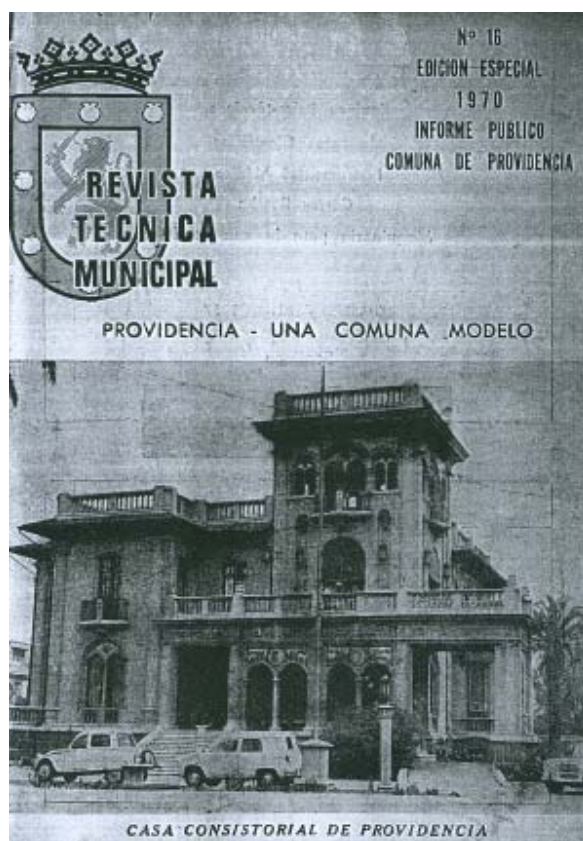 Nº 16
EDICION ESPECIAL
1970
INFORME PUBLICO
COMUNA DE PROVIDENCIA
REVISTA
TECNICA
MUNICIPAL
PROVIDENCIA - UNA COMUNA MODELO
CASA CONSISTORIAL DE PROVIDENCIA